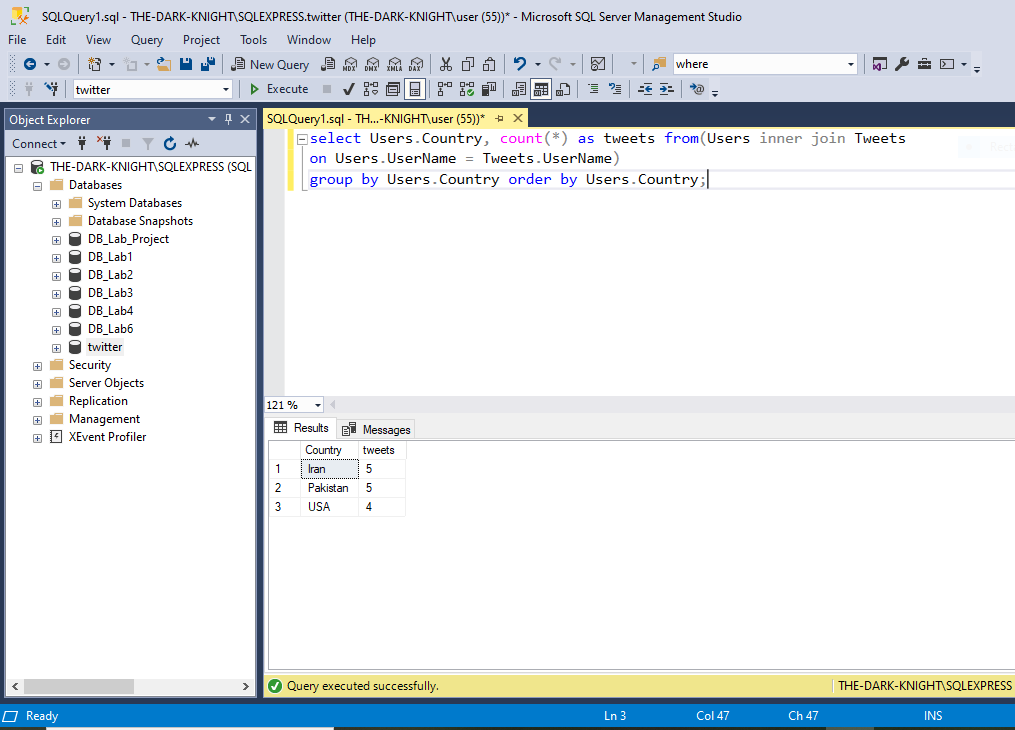 SQLQuery1.sql - THE-DARK-KNIGHT\SQLEXPRESS.twitter (THE-DARK-KNIGHT\user (55))* - Microsoft SQL Server Management Studio
File Edit View Query Project Tools Window Help
New Query MDX DMX XMLA DAX where
twitter Execute
Object Explorer
SQLQuery1.sql - TH...-KNIGHT\user (55))*
Connect
THE-DARK-KNIGHT\SQLEXPRESS (SQL
Databases
System Databases
Database Snapshots
DB_Lab_Project
DB_Lab1
DB_Lab2
DB_Lab3
DB_Lab4
DB_Lab6
twitter
Security
Server Objects
Replication
Management
XEvent Profiler
select Users.Country, count(*) as tweets from(Users inner join Tweets
on Users.UserName = Tweets.UserName)
group by Users.Country order by Users.Country;
121 %
Results Messages
Country tweets
1 Iran 5
2 Pakistan 5
3 USA 4
Query executed successfully. THE-DARK-KNIGHT\SQLEXPRESS
Ready Ln 3 Col 47 Ch 47 INS